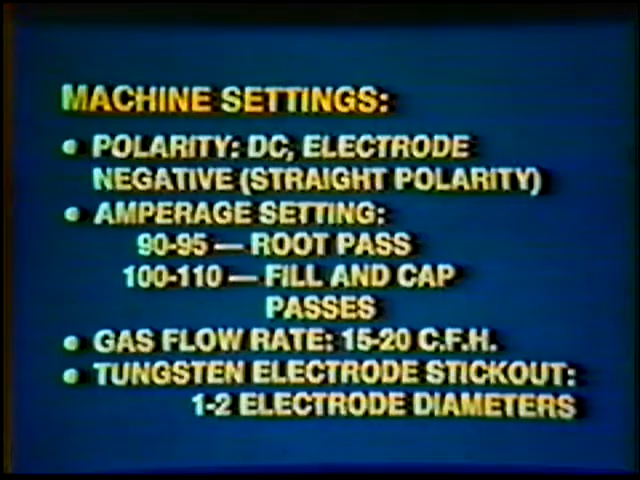 MACHINE SETTINGS:
• POLARITY: DC, ELECTRODE
NEGATIVE (STRAIGHT POLARITY)
• AMPERAGE SETTING:
90-95 — ROOT PASS
100-110 — FILL AND CAP
PASSES
• GAS FLOW RATE: 15-20 C.F.H.
• TUNGSTEN ELECTRODE STICKOUT:
1-2 ELECTRODE DIAMETERS